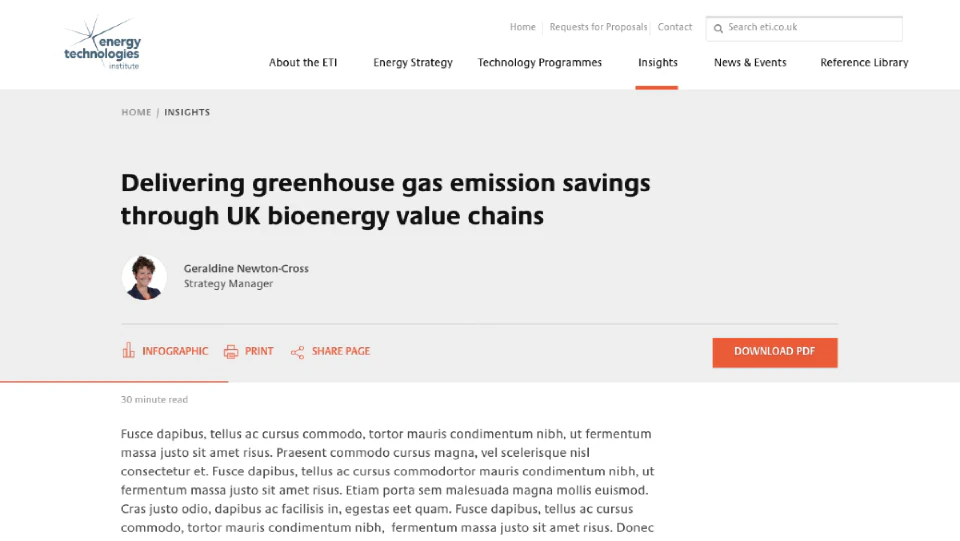 energy
technologies
institute
Home
Requests for Proposals
Contact
Search eti.co.uk
About the ETI
Energy Strategy
Technology Programmes
Insights
News & Events
Reference Library
HOME / INSIGHTS
Delivering greenhouse gas emission savings
through UK bioenergy value chains
Geraldine Newton-Cross
Strategy Manager
INFOGRAPHIC
PRINT
SHARE PAGE
DOWNLOAD PDF
30 minute read
Fusce dapibus, tellus ac cursus commodo, tortor mauris condimentum nibh, ut fermentum
massa justo sit amet risus. Praesent commodo cursus magna, vel scelerisque nisl
consectetur et. Fusce dapibus, tellus ac cursus commodortor mauris condimentum nibh, ut
fermentum massa justo sit amet risus. Etiam porta sem malesuada magna mollis euismod.
Cras justo odio, dapibus ac facilisis in, egestas eet quam. Fusce dapibus, tellus ac cursus
commodo, tortor mauris condimentum nibh, fermentum massa justo sit amet risus. Donec